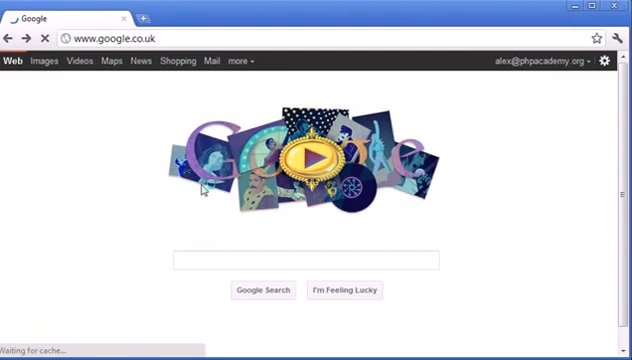 Google
www.google.co.uk
Web Images Videos Maps News Shopping Mail more
alex@phpacademy.org
Google
Google Search I'm Feeling Lucky
Waiting for cache...